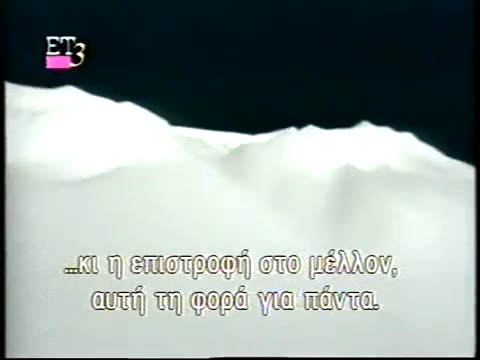 ET3
...κι η επιστροφή στο μέλλον,
αυτή τη φορά για πάντα.